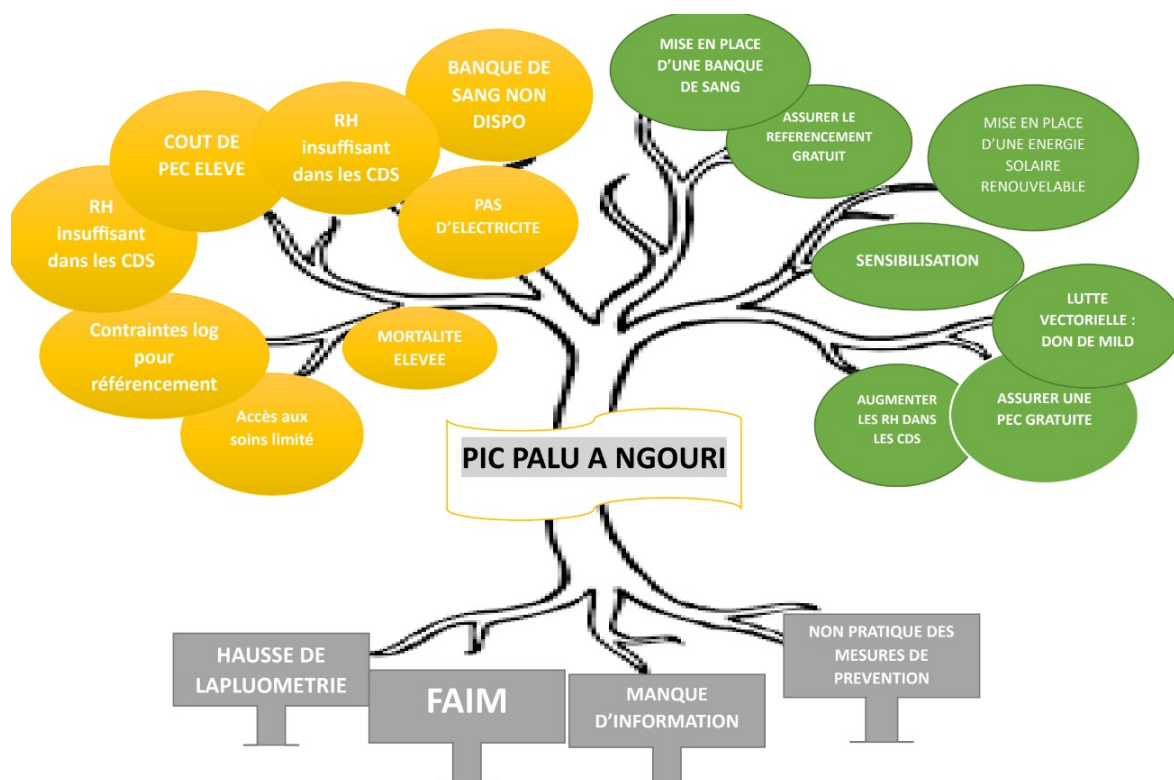 BANQUE DE
SANG NON
DISPO
RH
insuffisant
dans les CDS
COUT DE
PEC ELEVE
RH
insuffisant
dans les CDS
PAS
D'ELECTRICITE
Contraintes log
pour
référencement
MORTALITE
ELEVEE
Accès aux
soins limité
MISE EN PLACE
D'UNE BANQUE
DE SANG
ASSURER LE
REFERENCEMENT
GRATUIT
MISE EN PLACE
D'UNE ENERGIE
SOLAIRE
RENOUVELABLE
SENSIBILISATION
LUTTE
VECTORIELLE :
DON DE MILD
AUGMENTER
LES RH DANS
LES CDS
ASSURER UNE
PEC GRATUITE
PIC PALU A NGOURI
HAUSSE DE
LAPLUOMETRIE
FAIM
MANQUE
D'INFORMATION
NON PRATIQUE DES
MESURES DE
PREVENTION